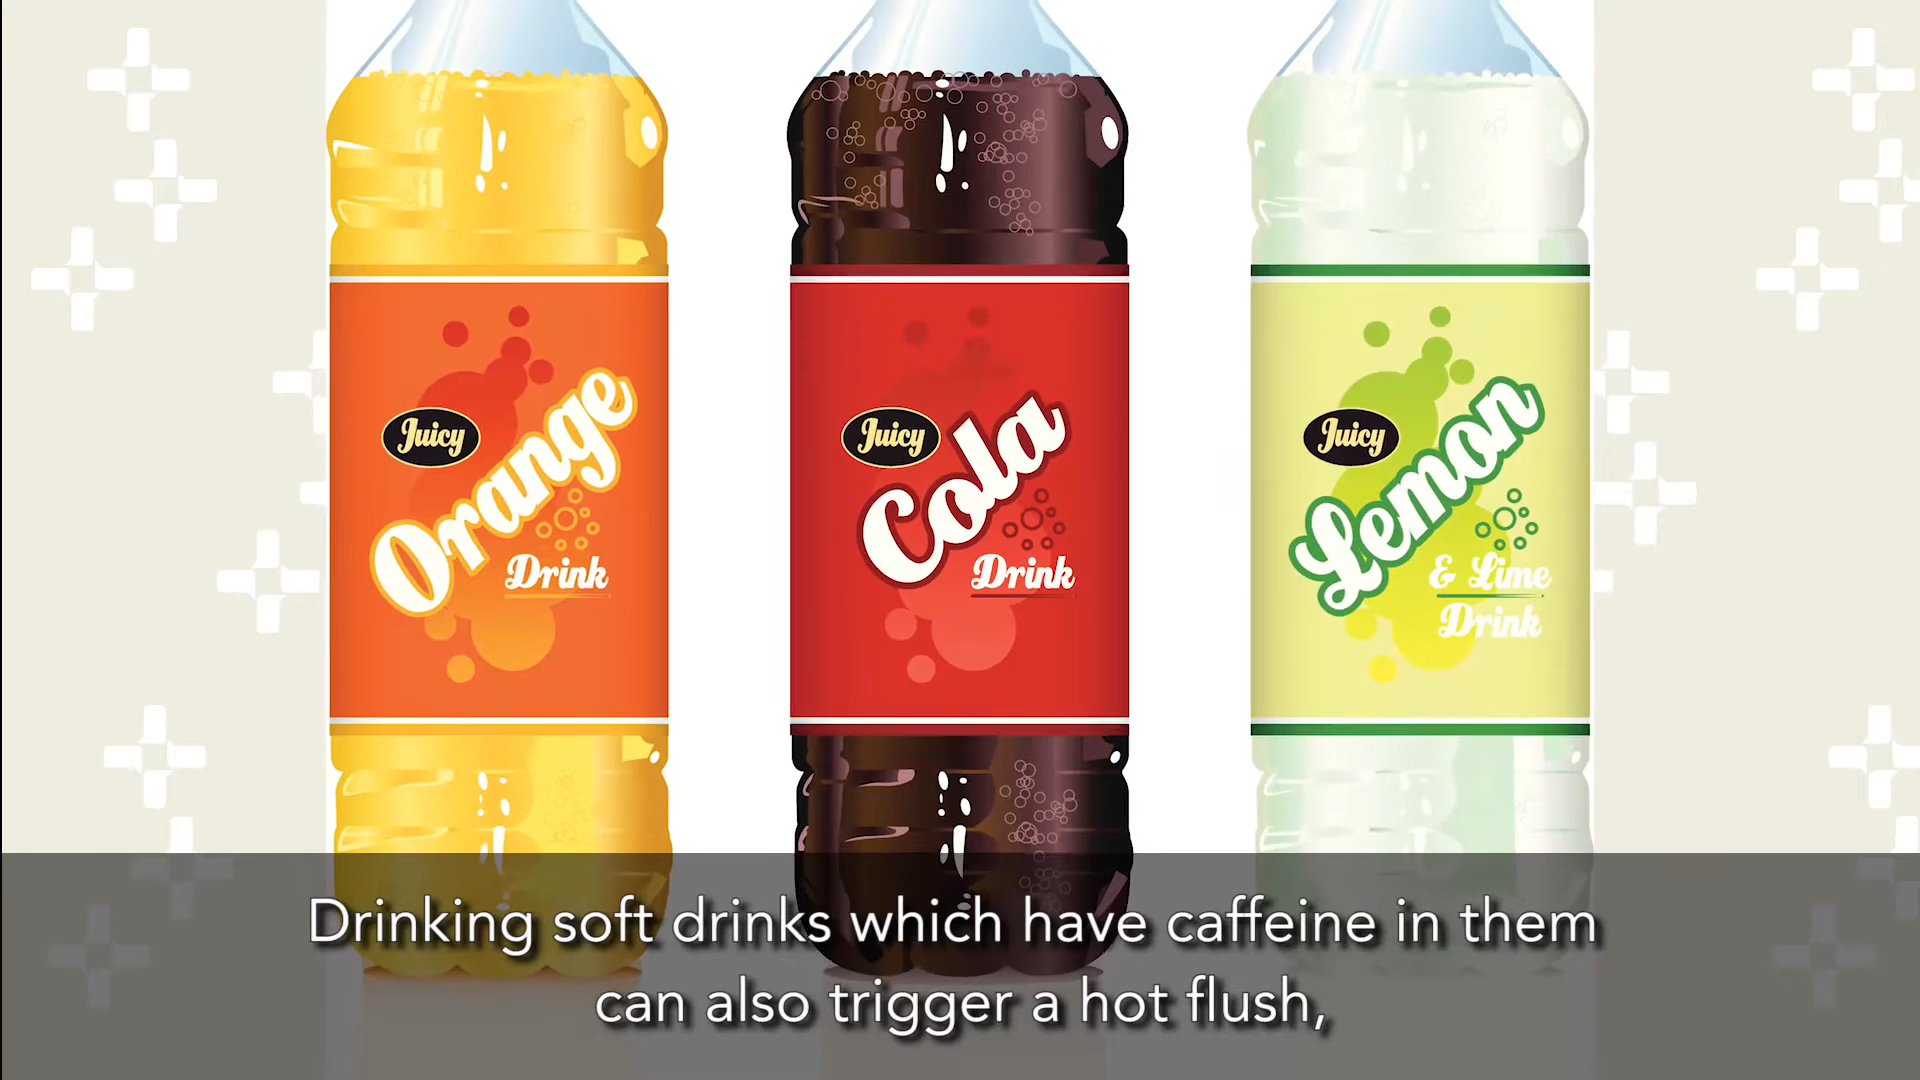 Juicy
Orange
Drink
Juicy
Cola
Drink
Juicy
Lemon
& Lime
Drink
Drinking soft drinks which have caffeine in them
can also trigger a hot flush,